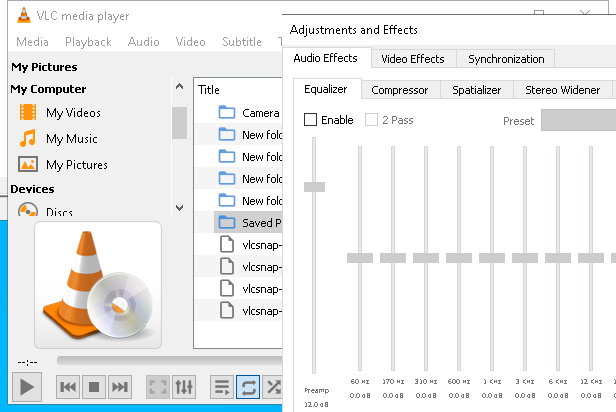 VLC media player
Media Playback Audio Video Subtitle
My Pictures
My Computer
My Videos
My Music
My Pictures
Devices
Discs
Title
Camera
New fold
New fold
New fold
New fold
Saved P
vlcsnap-
vlcsnap-
vlcsnap-
vlcsnap-
--:--
Adjustments and Effects
Audio Effects Video Effects Synchronization
Equalizer Compressor Spatializer Stereo Widener
Enable 2 Pass Preset
60 Hz 170 Hz 310 Hz 600 Hz 1 KHz 3 KHz 6 KHz 12 KHz
Preamp 0.0 dB 0.0 dB 0.0 dB 0.0 dB 0.0 dB 0.0 dB 0.0 dB 0.0 dB
12.0 dB